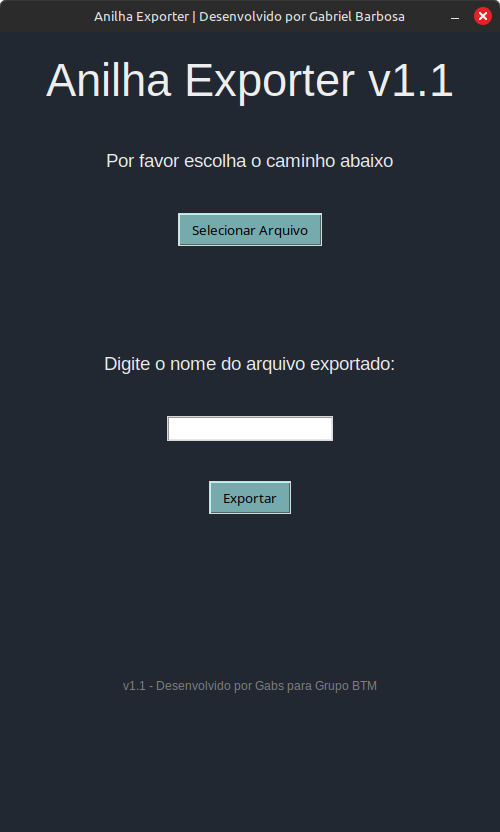 Anilha Exporter | Desenvolvido por Gabriel Barbosa
Anilha Exporter v1.1
Por favor escolha o caminho abaixo
Selecionar Arquivo
Digite o nome do arquivo exportado:
Exportar
v1.1 - Desenvolvido por Gabs para Grupo BTM